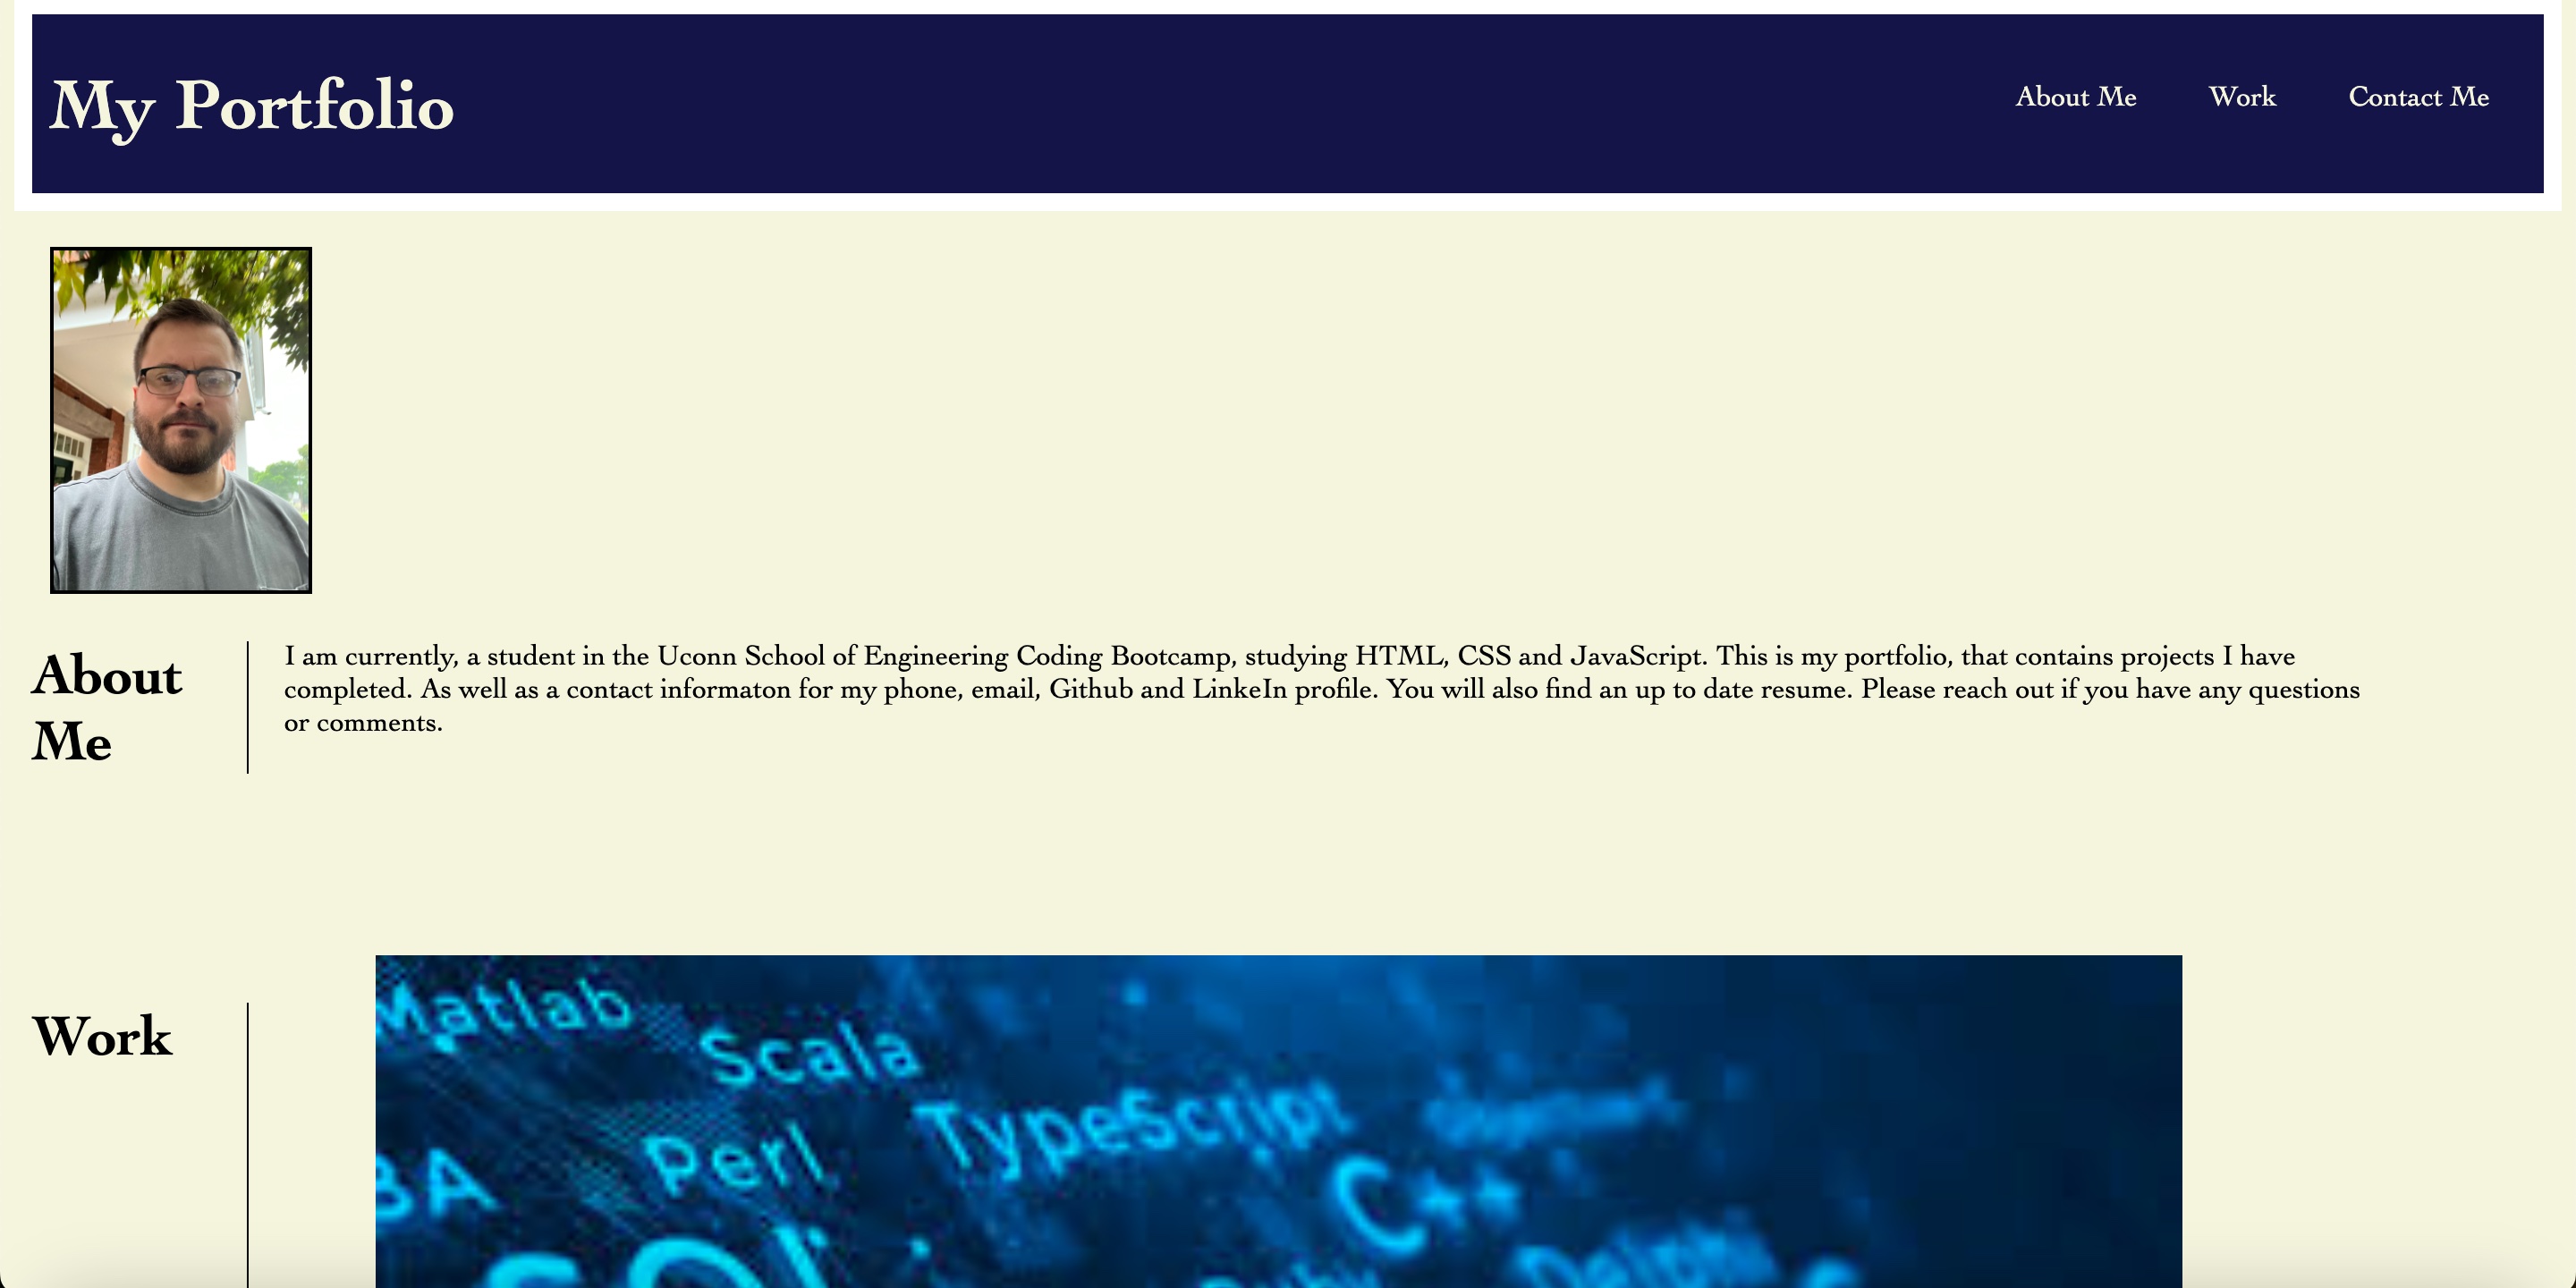 My Portfolio
About Me Work Contact Me
About
Me
I am currently, a student in the Uconn School of Engineering Coding Bootcamp, studying HTML, CSS and JavaScript. This is my portfolio, that contains projects I have
completed. As well as a contact informaton for my phone, email, Github and LinkeIn profile. You will also find an up to date resume. Please reach out if you have any questions
or comments.
Work
Matlab
Scala
TypeScript
Perl
BA
C++